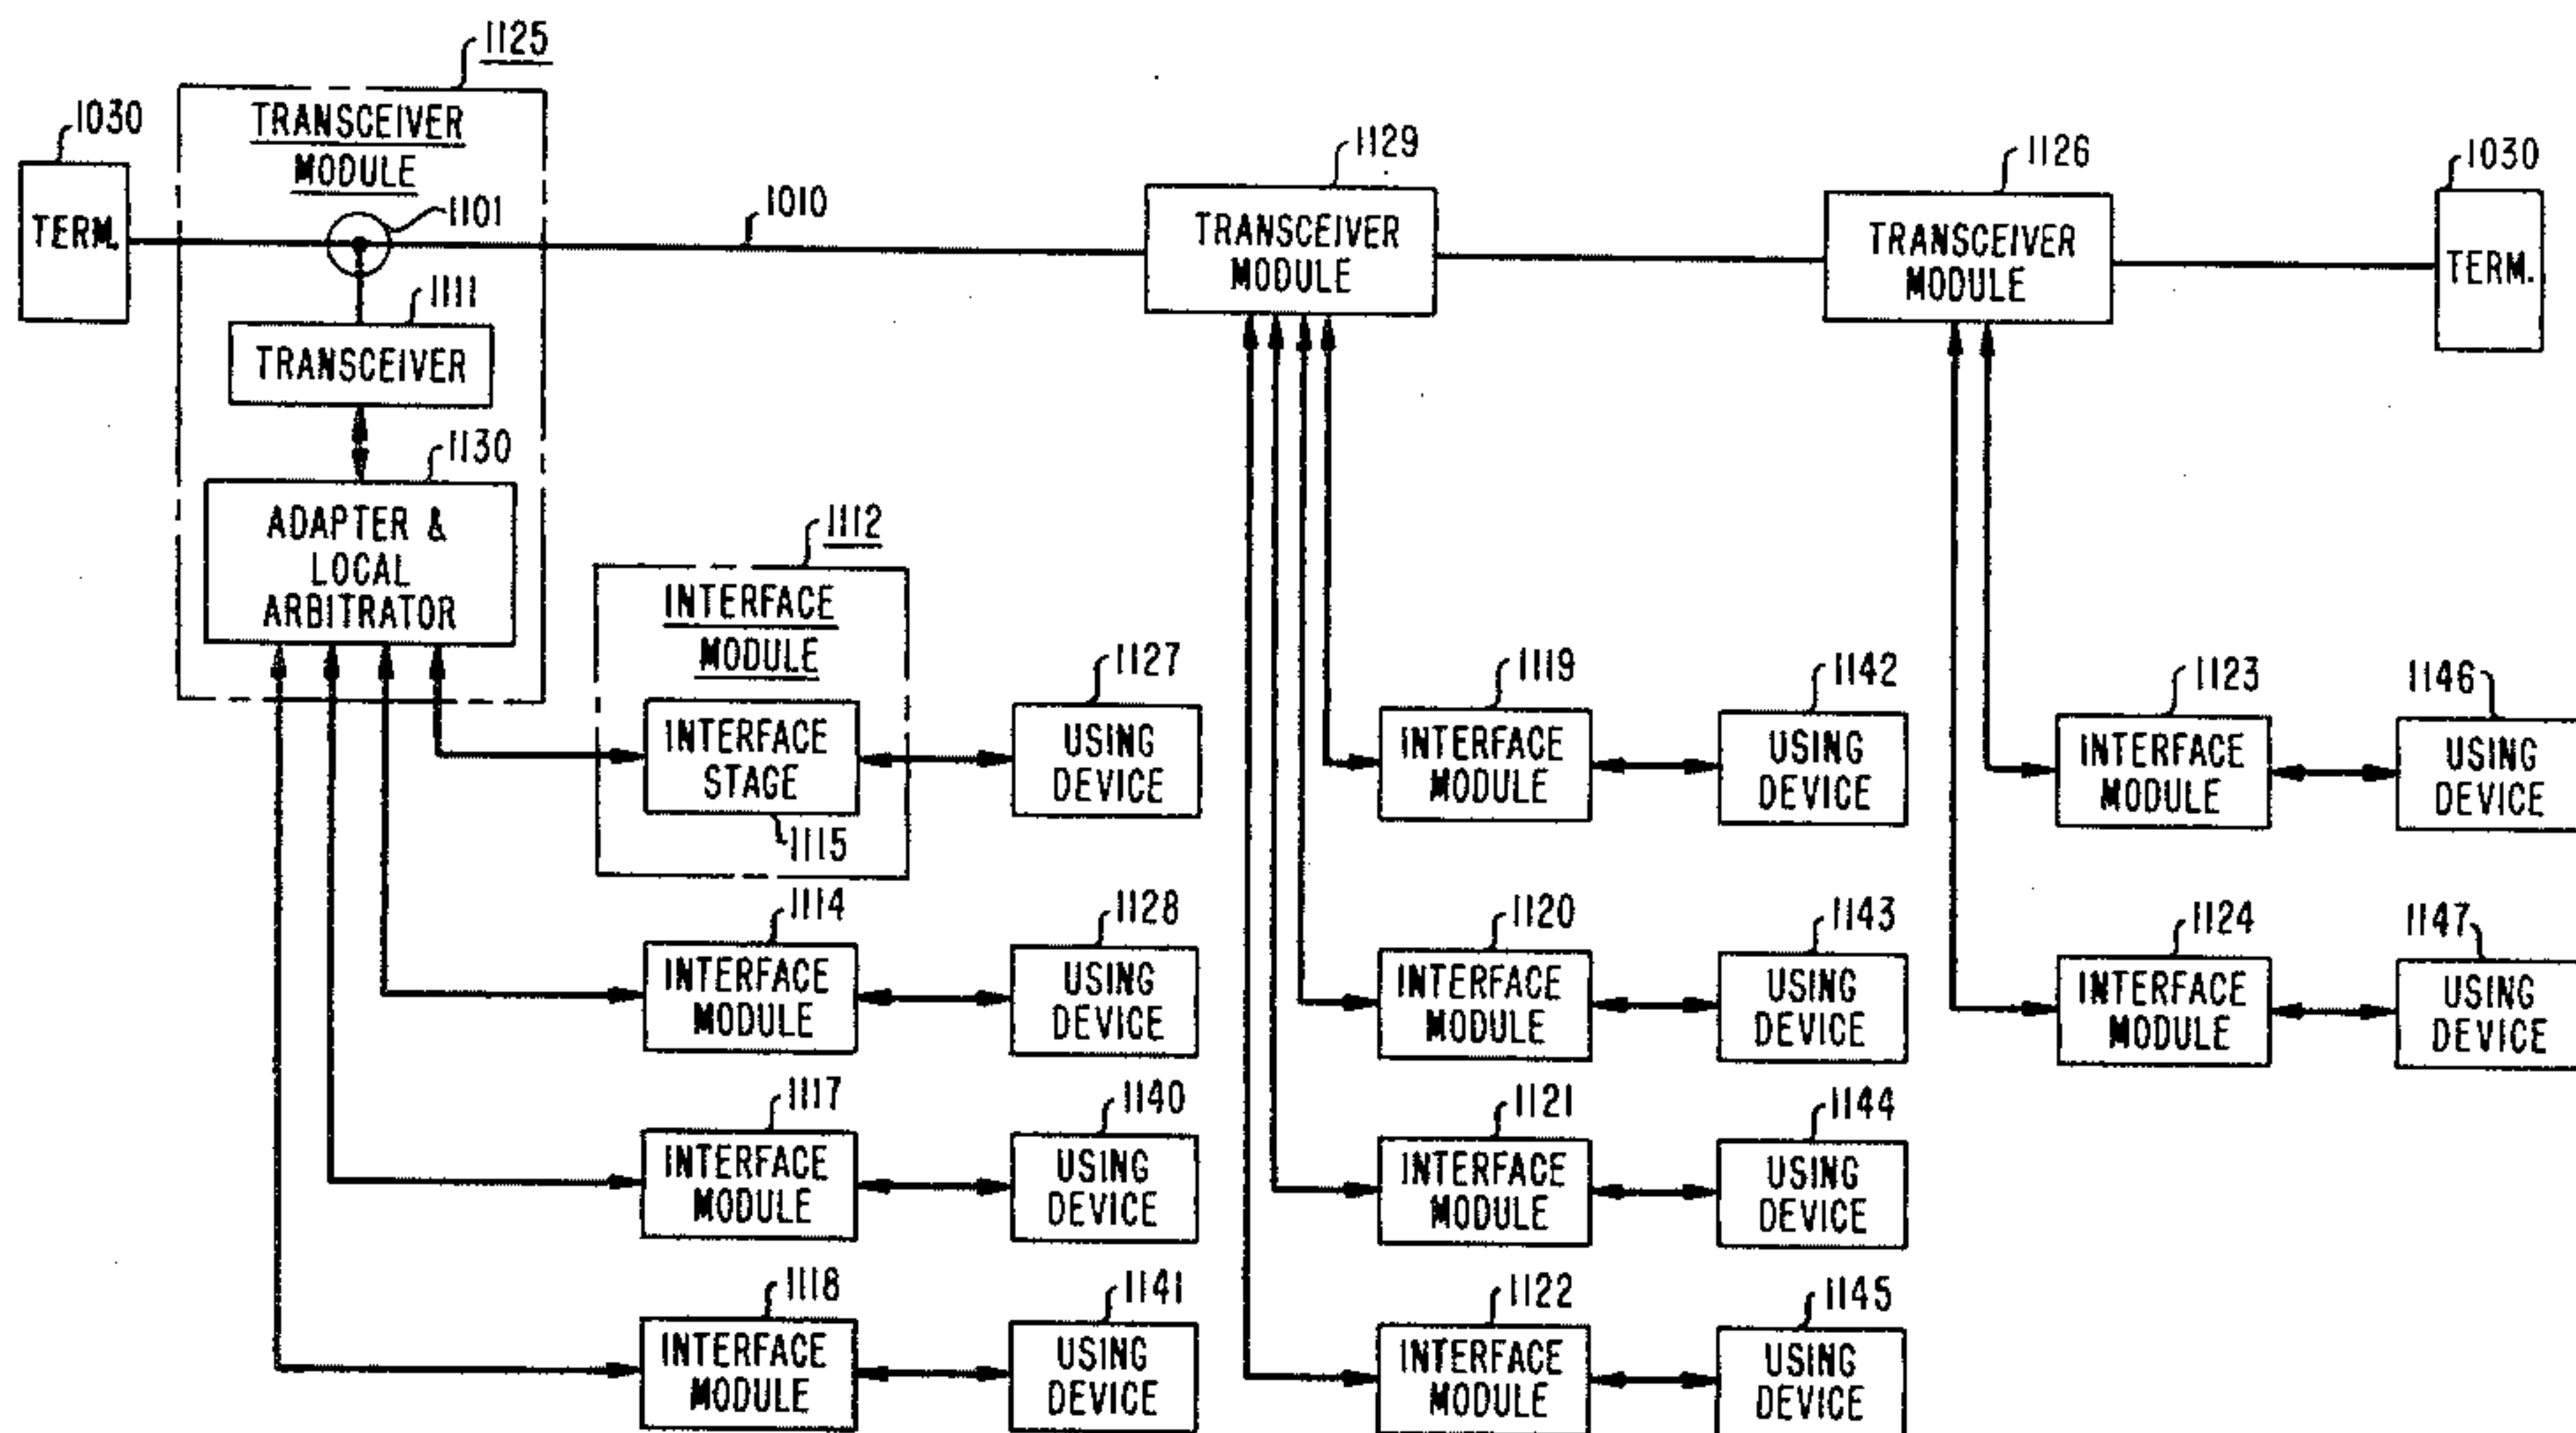 1125
1030
TRANSCEIVER
MODULE
1129
1126
1030
TERM.
1101
1010
TRANSCEIVER
MODULE
TRANSCEIVER
MODULE
TERM.
1111
TRANSCEIVER
1130
ADAPTER &
LOCAL
ARBITRATOR
1112
INTERFACE
MODULE
1127
1119
1142
1123
1146
INTERFACE
STAGE
USING
DEVICE
INTERFACE
MODULE
USING
DEVICE
INTERFACE
MODULE
USING
DEVICE
1115
1114
1128
1120
1143
1124
1147
INTERFACE
MODULE
USING
DEVICE
INTERFACE
MODULE
USING
DEVICE
INTERFACE
MODULE
USING
DEVICE
1117
1140
1121
1144
INTERFACE
MODULE
USING
DEVICE
INTERFACE
MODULE
USING
DEVICE
1118
1141
1122
1145
INTERFACE
MODULE
USING
DEVICE
INTERFACE
MODULE
USING
DEVICE